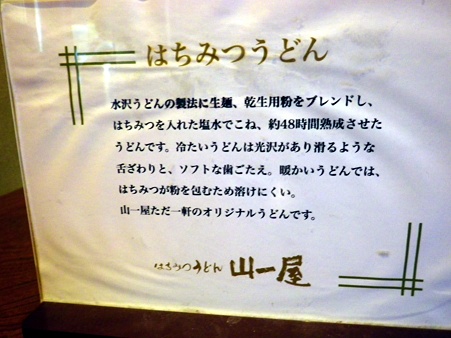 はちみつうどん
水沢うどんの製法に生麺、乾生用粉をブレンドし、
はちみつを入れた塩水でこね、約48時間熟成させた
うどんです。冷たいうどんは光沢があり滑るような
舌ざわりと、ソフトな歯ごたえ。暖かいうどんでは、
はちみつが粉を包むため溶けにくい。
山一屋ただ一軒のオリジナルうどんです。
はちみつうどん 山一屋